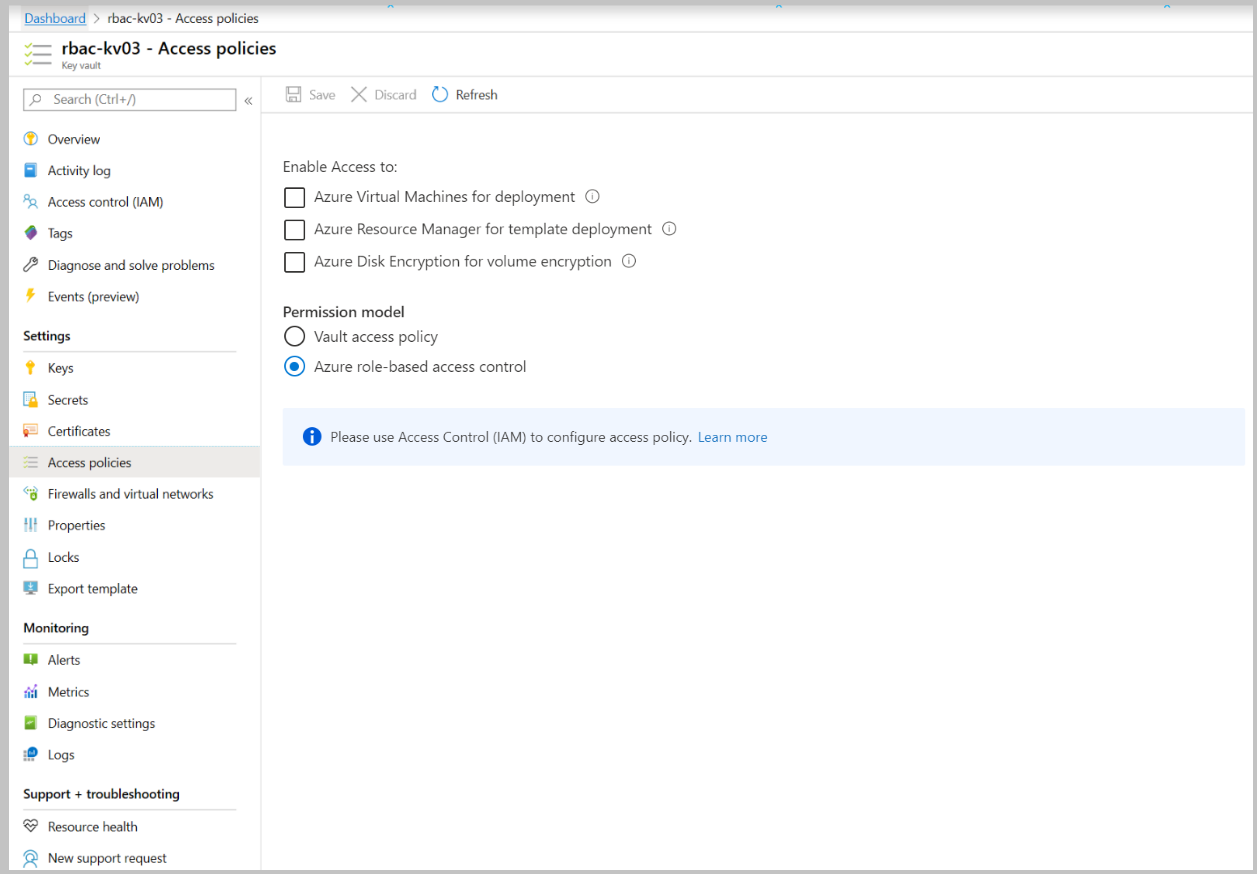 Dashboard > rbac-kv03 - Access policies
rbac-kv03 - Access policies
Key vault
Search (Ctrl+/)
«
Overview
Activity log
Access control (IAM)
Tags
Diagnose and solve problems
Events (preview)
Settings
Keys
Secrets
Certificates
Access policies
Firewalls and virtual networks
Properties
Locks
Export template
Monitoring
Alerts
Metrics
Diagnostic settings
Logs
Support + troubleshooting
Resource health
New support request
Save Discard Refresh
Enable Access to:
Azure Virtual Machines for deployment
Azure Resource Manager for template deployment
Azure Disk Encryption for volume encryption
Permission model
Vault access policy
Azure role-based access control
Please use Access Control (IAM) to configure access policy. Learn more